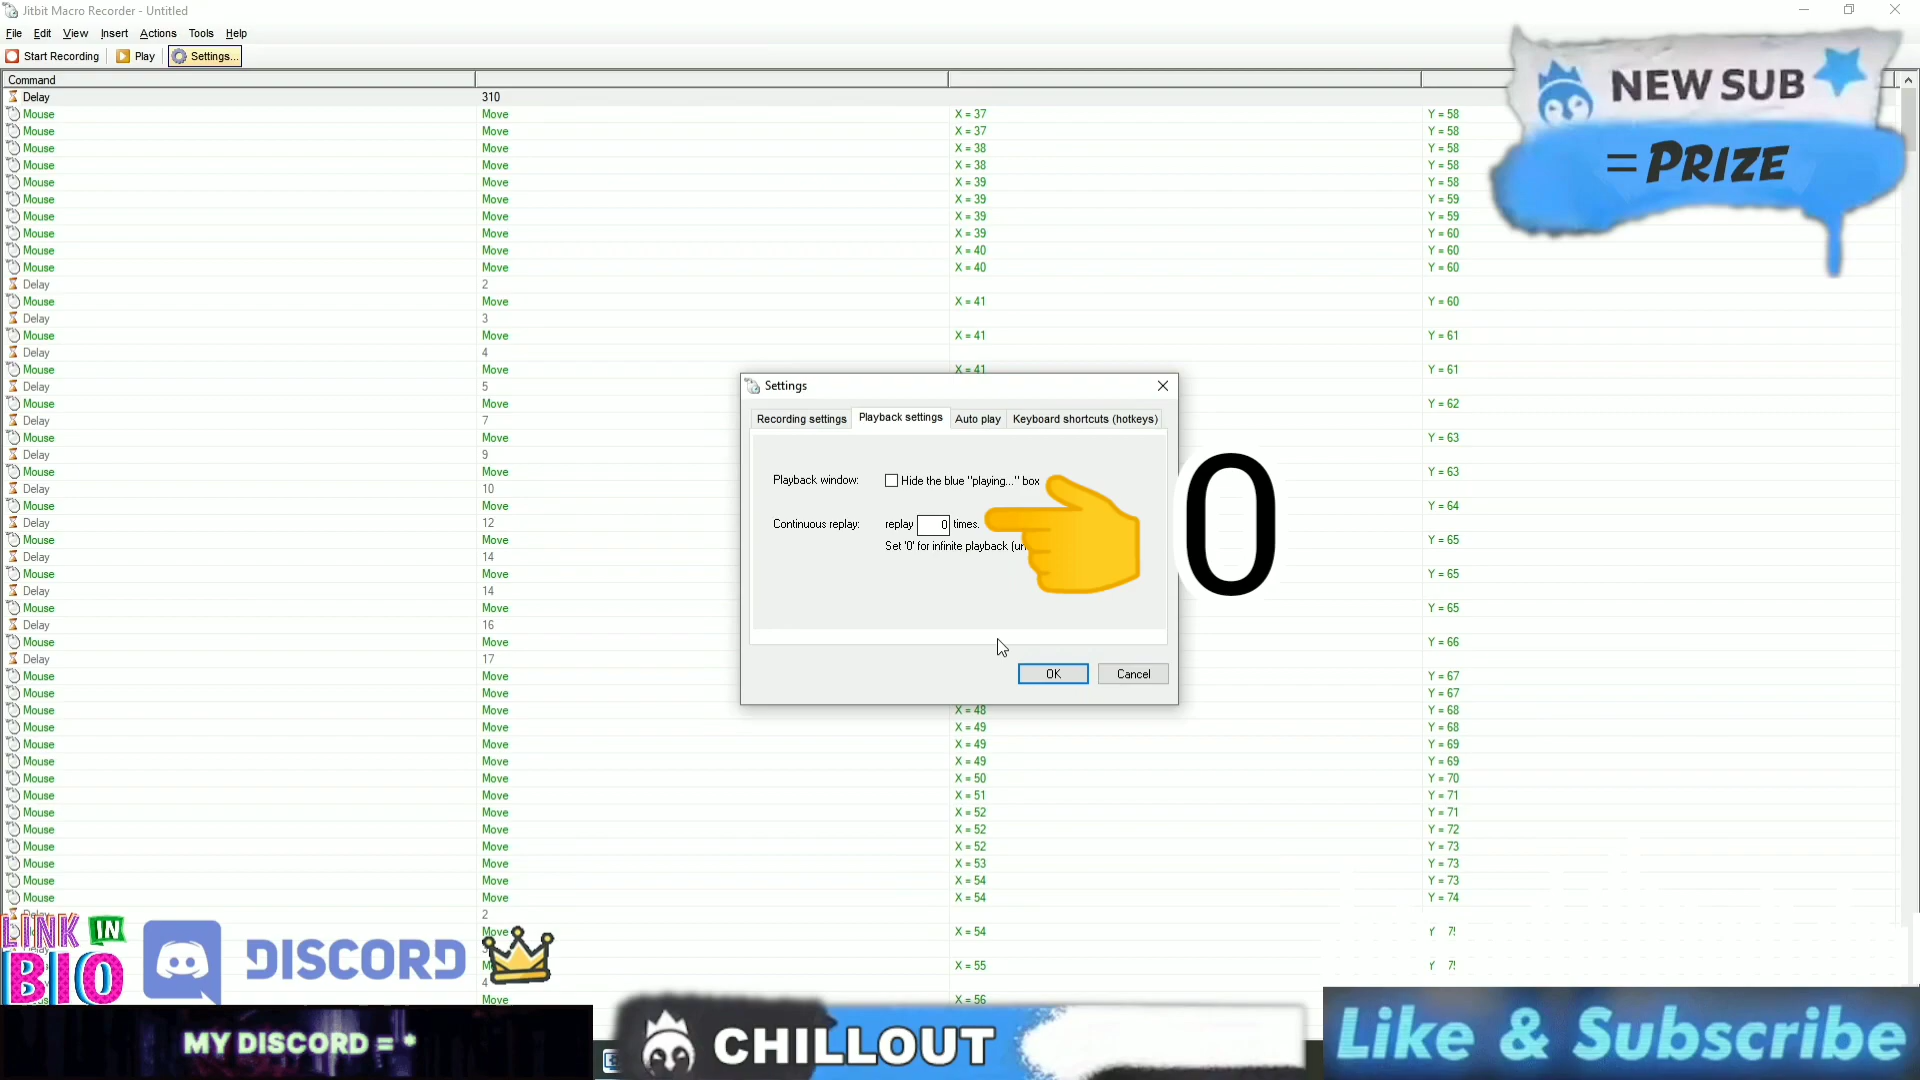 Jitbit Macro Recorder - Untitled
File Edit View Insert Actions Tools Help
Start Recording Play Settings...
Command
Delay 310
Mouse Move X = 37 Y = 58
Mouse Move X = 37 Y = 58
Mouse Move X = 38 Y = 58
Mouse Move X = 38 Y = 58
Mouse Move X = 39 Y = 58
Mouse Move X = 39 Y = 59
Mouse Move X = 39 Y = 59
Mouse Move X = 39 Y = 60
Mouse Move X = 40 Y = 60
Mouse Move X = 40 Y = 60
Delay 2
Mouse Move X = 41 Y = 60
Delay 3
Mouse Move X = 41 Y = 61
Delay 4
Mouse Move X = 41 Y = 61
Delay 5
Mouse Move Y = 62
Delay 7
Mouse Move Y = 63
Delay 9
Mouse Move Y = 63
Delay 10
Mouse Move Y = 64
Delay 12
Mouse Move Y = 65
Delay 14
Mouse Move Y = 65
Delay 14
Mouse Move Y = 65
Delay 16
Mouse Move Y = 66
Delay 17
Mouse Move Y = 67
Mouse Move Y = 67
Mouse Move X = 48 Y = 68
Mouse Move X = 49 Y = 68
Mouse Move X = 49 Y = 69
Mouse Move X = 49 Y = 69
Mouse Move X = 50 Y = 70
Mouse Move X = 51 Y = 71
Mouse Move X = 52 Y = 71
Mouse Move X = 52 Y = 72
Mouse Move X = 52 Y = 73
Mouse Move X = 53 Y = 73
Mouse Move X = 54 Y = 73
Mouse Move X = 54 Y = 74
Delay 2
Move X = 54 Y
X = 55 Y
4
Move X = 56
Settings
Recording settings Playback settings Auto play Keyboard shortcuts (hotkeys)
Playback window: Hide the blue "playing..." box
Continuous replay: replay 0 times.
Set '0' for infinite playback
OK Cancel
0
NEW SUB
= PRIZE
LINK IN
BIO
DISCORD
MY DISCORD = *
CHILLOUT
Like & Subscribe